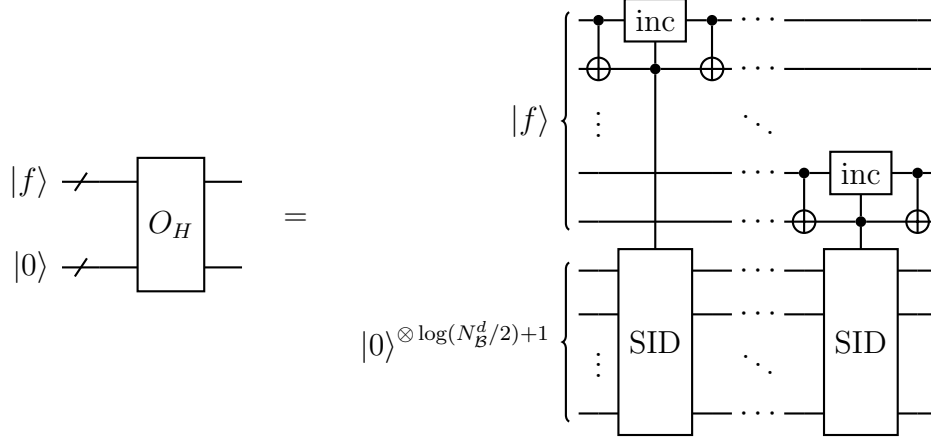 inc
|f⟩
inc
|f⟩
O_H
=
|0⟩
|0⟩^{⊗ log(N_ℬ^d/2)+1}
SID
SID